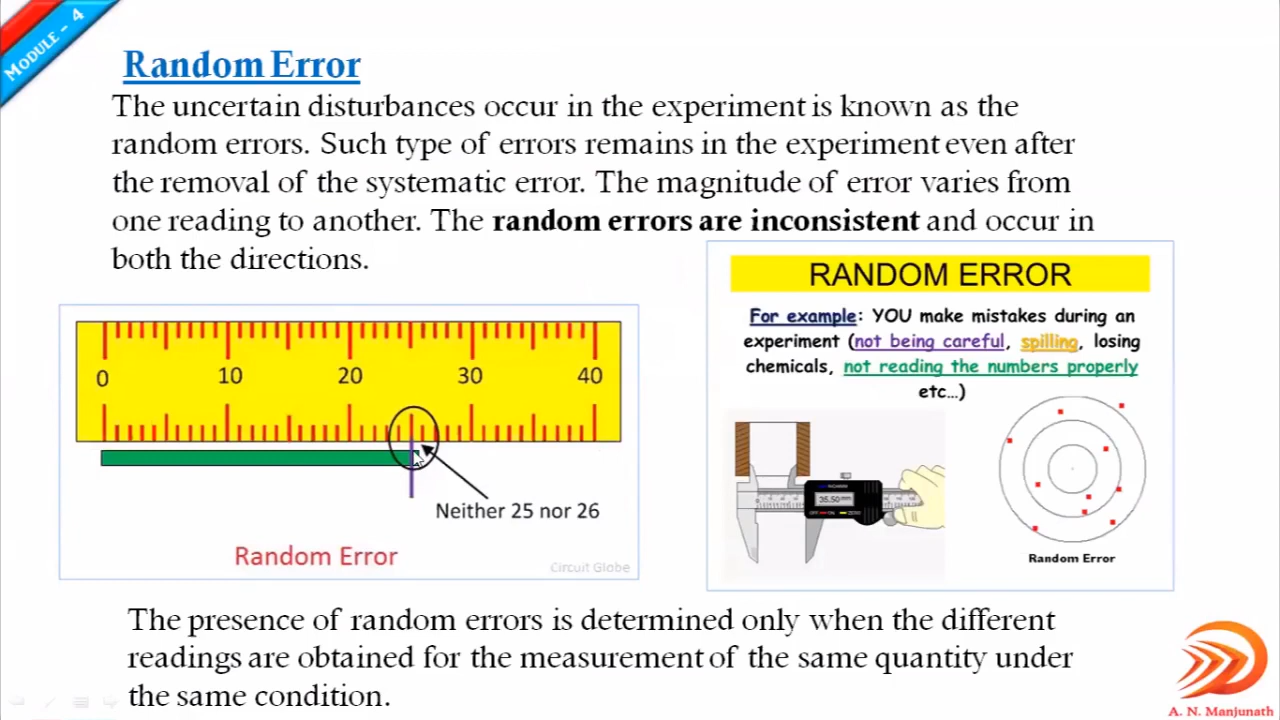 MODULE - 4
Random Error
The uncertain disturbances occur in the experiment is known as the
random errors. Such type of errors remains in the experiment even after
the removal of the systematic error. The magnitude of error varies from
one reading to another. The random errors are inconsistent and occur in
both the directions.
0 10 20 30 40
Neither 25 nor 26
Random Error
Circuit Globe
RANDOM ERROR
For example: YOU make mistakes during an
experiment (not being careful, spilling, losing
chemicals, not reading the numbers properly
etc...)
35.50 mm
OFF ON ZERO
Random Error
The presence of random errors is determined only when the different
readings are obtained for the measurement of the same quantity under
the same condition.
A. N. Manjunath